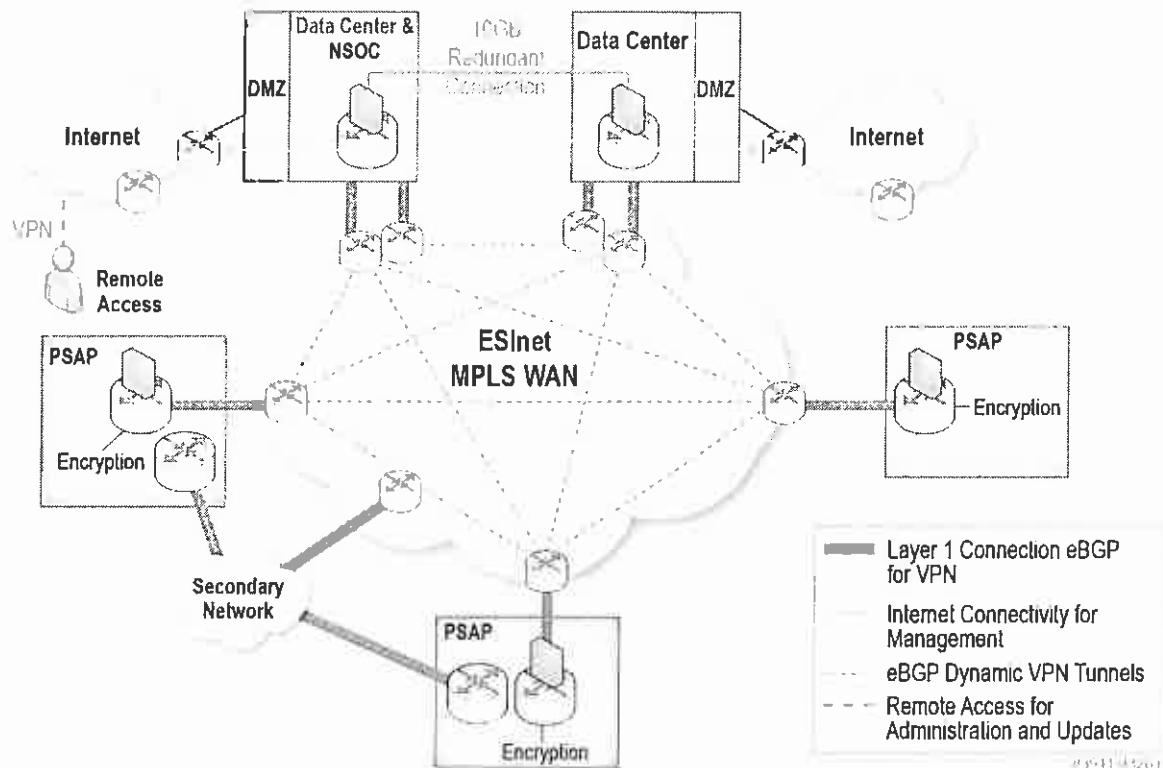 Data Center &
NSOC
10Gb
Redundant
Connection
Data Center
DMZ
DMZ
Internet
Internet
VPN
Remote
Access
PSAP
Encryption
ESInet
MPLS WAN
PSAP
Encryption
Secondary
Network
PSAP
Encryption
Layer 1 Connection eBGP
for VPN
Internet Connectivity for
Management
eBGP Dynamic VPN Tunnels
Remote Access for
Administration and Updates